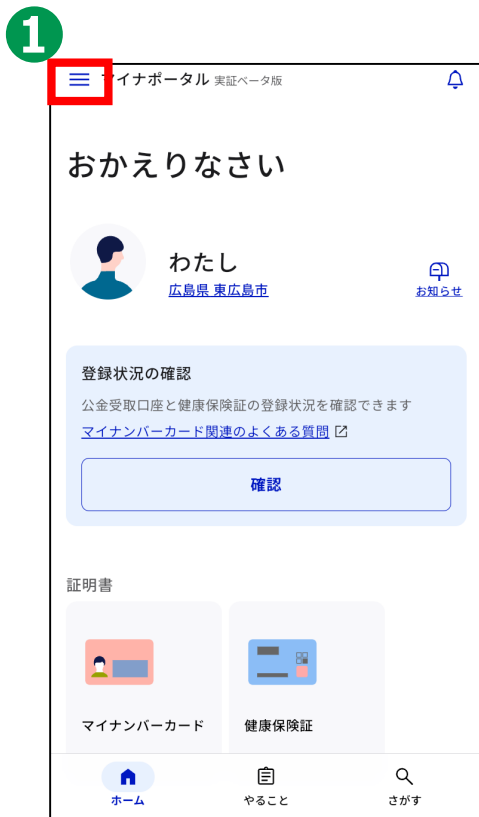 1
マイナポータル 実証ベータ版
おかえりなさい
わたし
広島県 東広島市
お知らせ
登録状況の確認
公金受取口座と健康保険証の登録状況を確認できます
マイナンバーカード関連のよくある質問
確認
証明書
マイナンバーカード
健康保険証
ホーム
やること
さがす